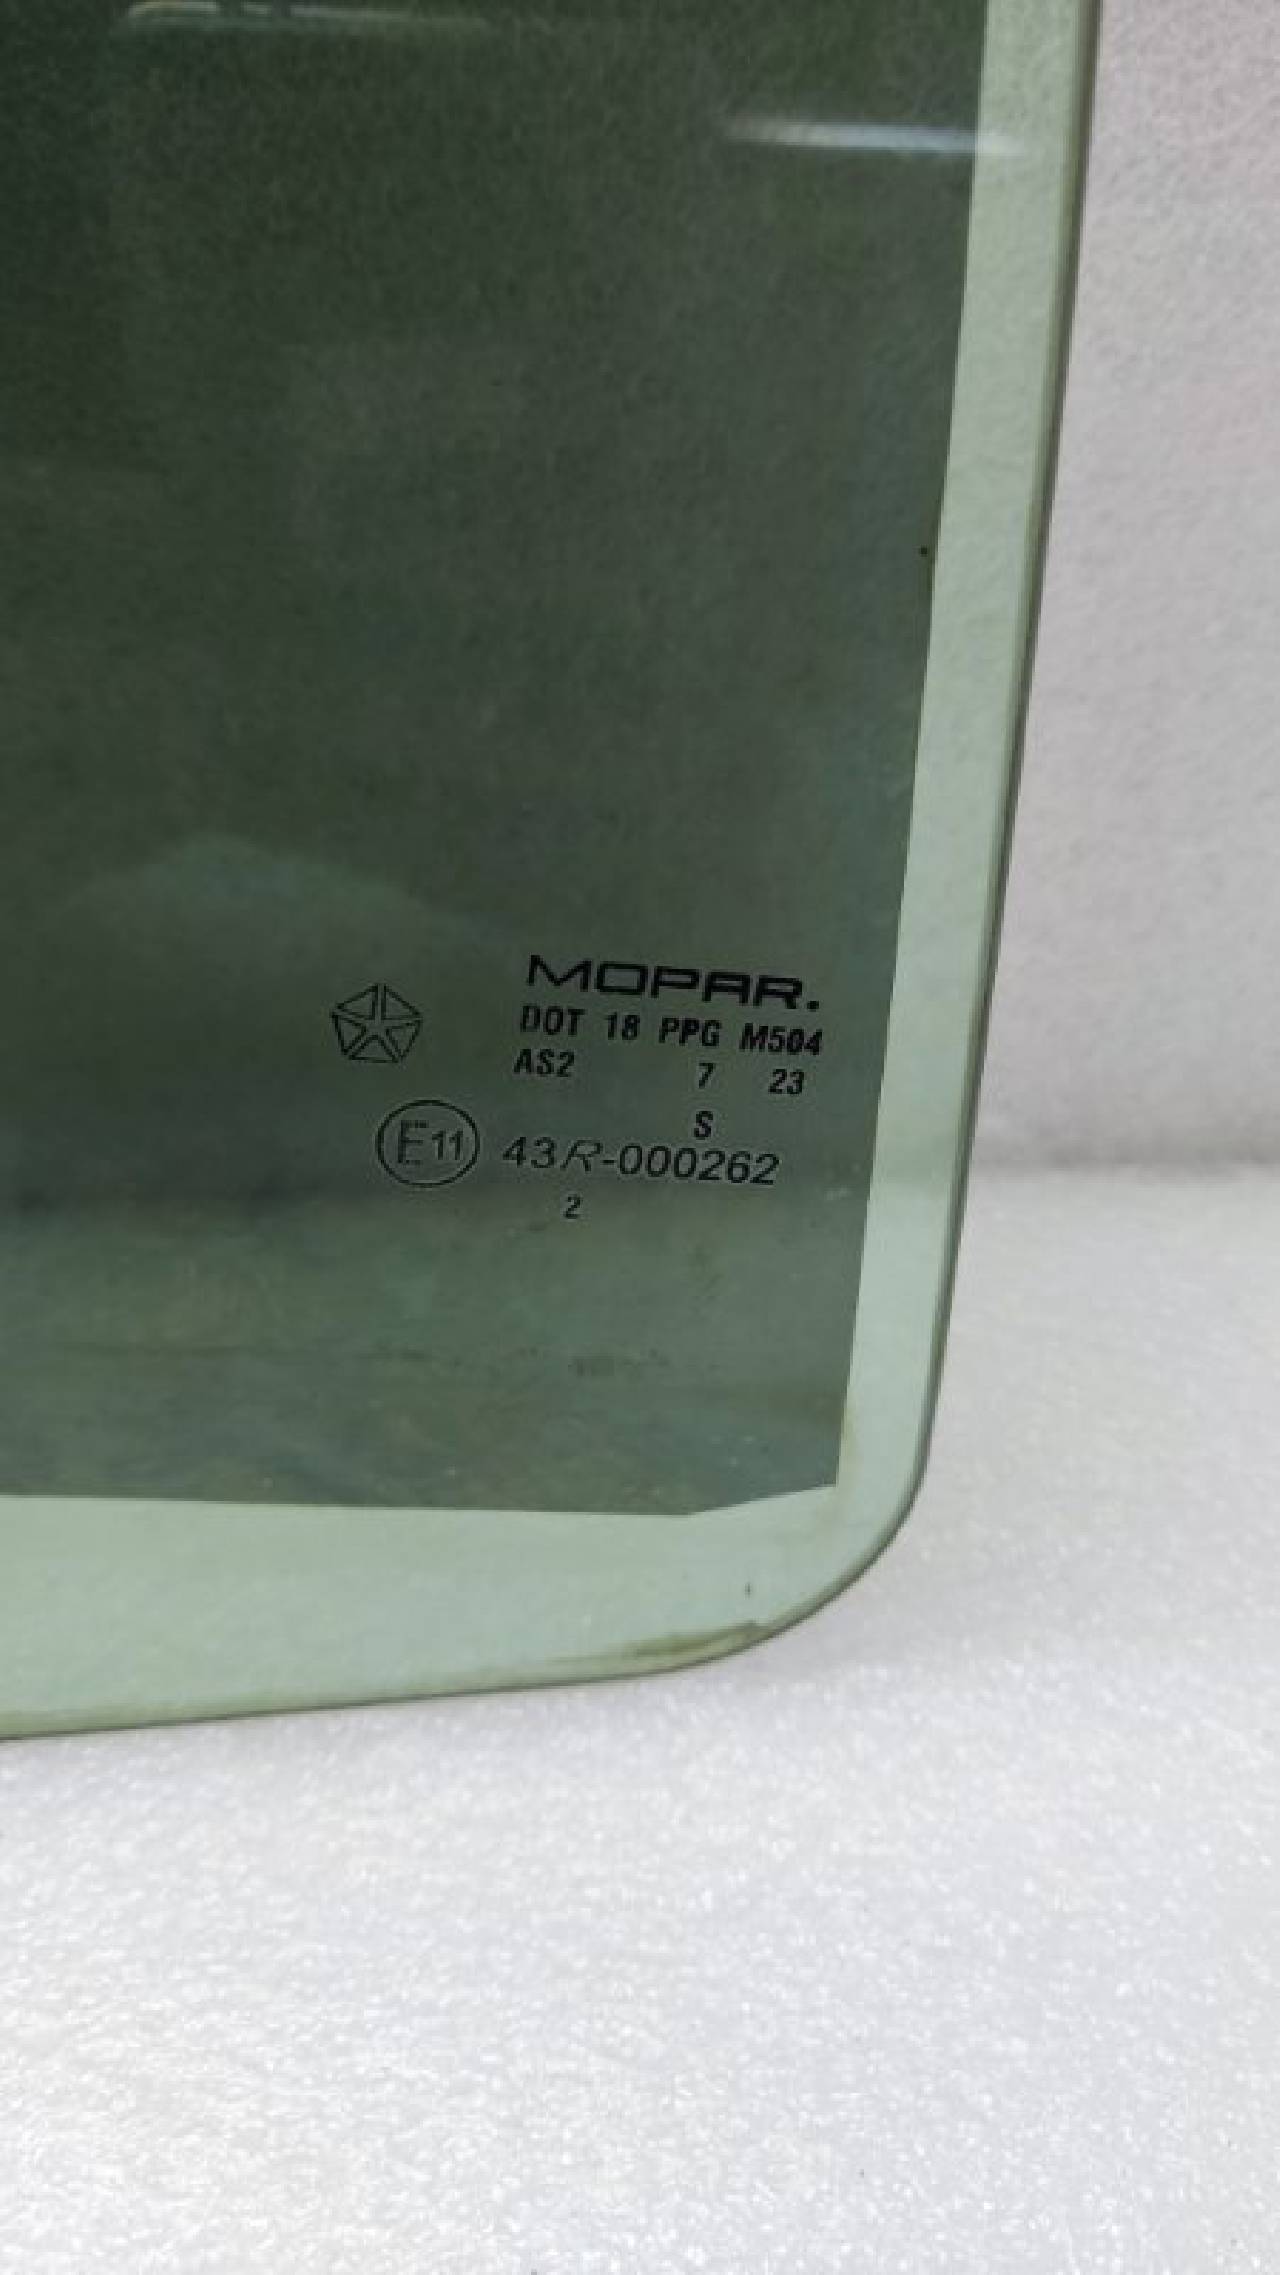 MOPAR.
DOT 18 PPG M504
AS2 7 23
S
E11 43R-000262
2